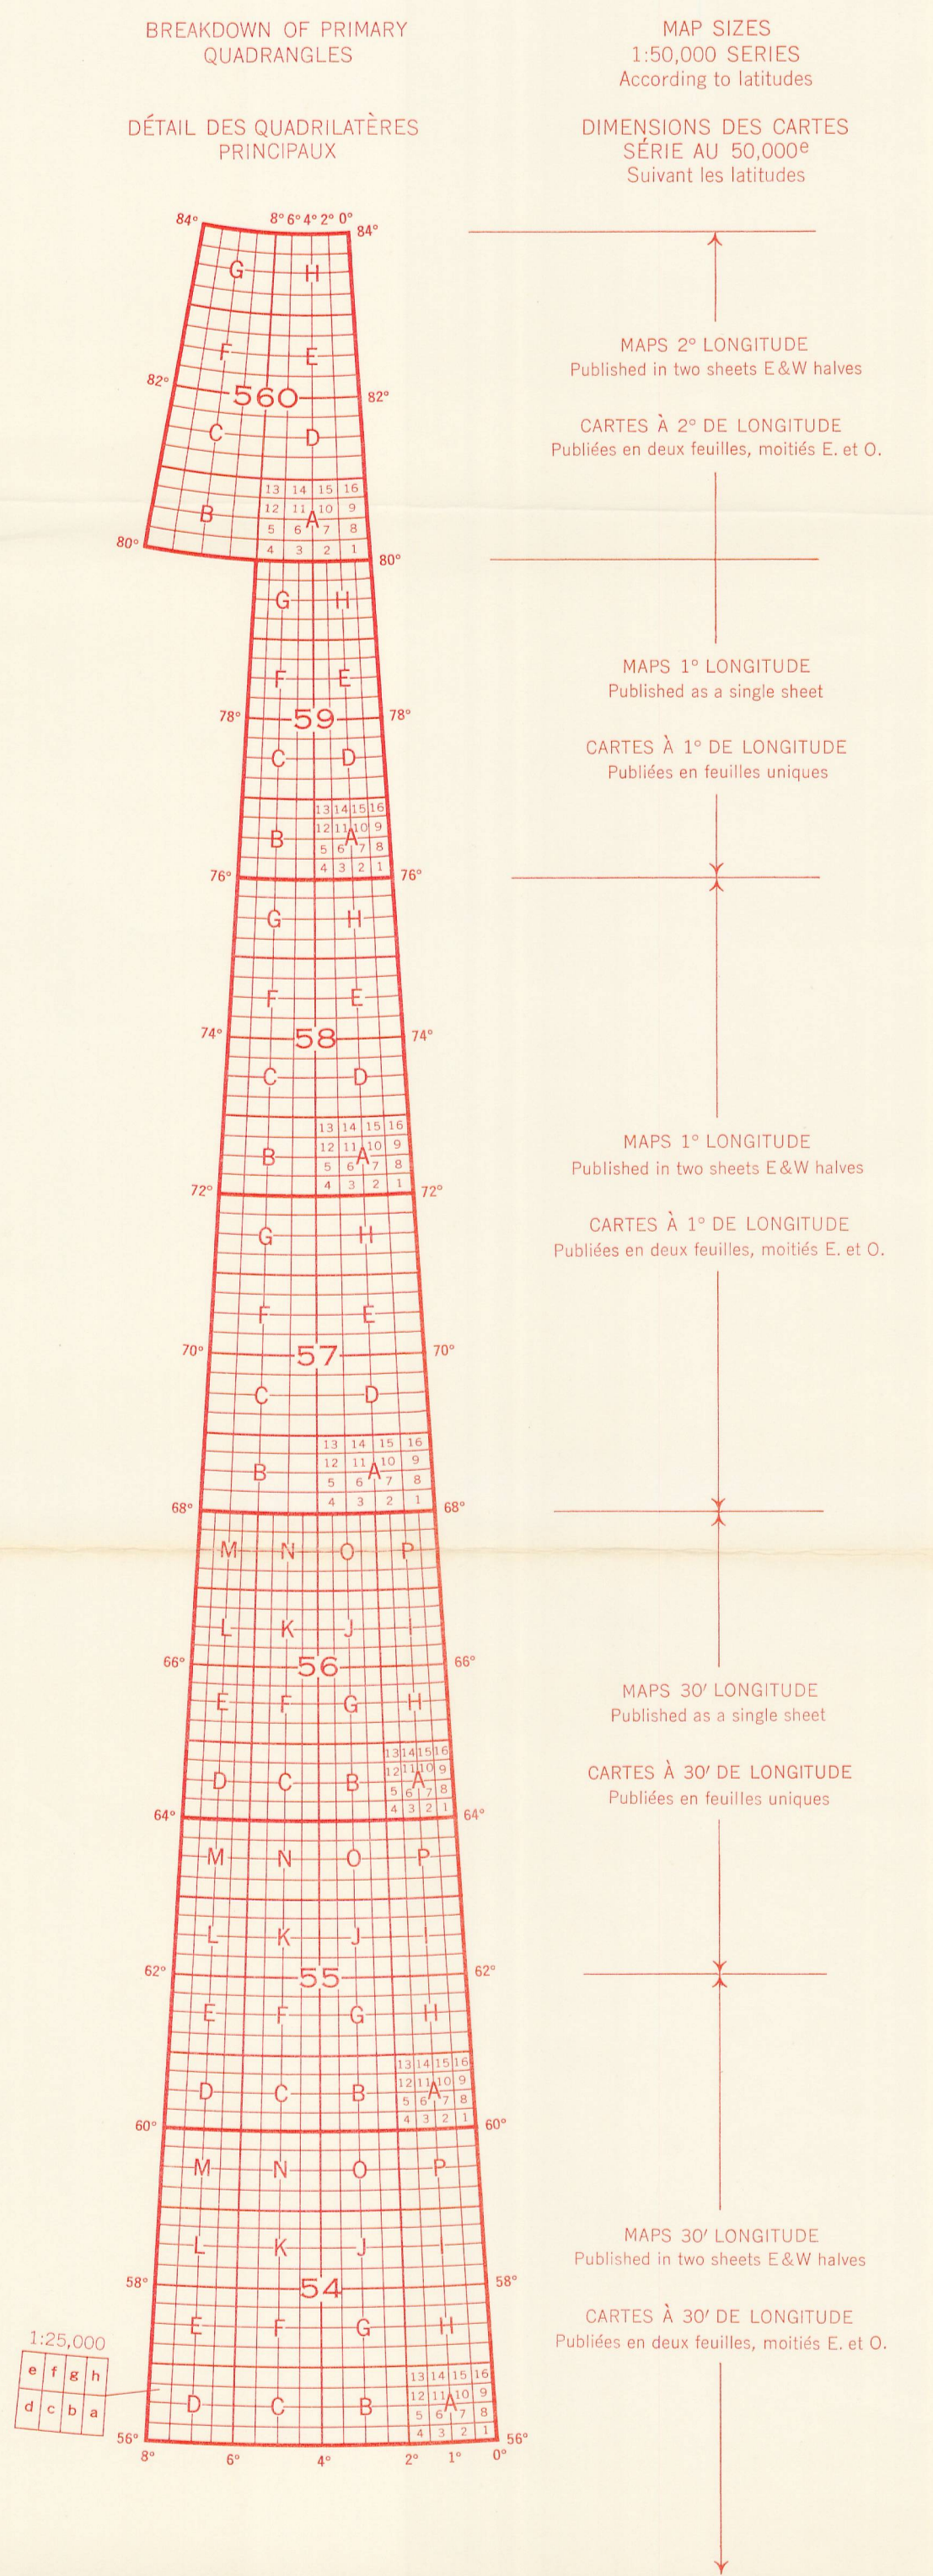 BREAKDOWN OF PRIMARY
QUADRANGLES
DÉTAIL DES QUADRILATÈRES
PRINCIPAUX
MAP SIZES
1:50,000 SERIES
According to latitudes
DIMENSIONS DES CARTES
SÉRIE AU 50,000e
Suivant les latitudes
84° 8° 6° 4° 2° 0° 84°
G H
F E
82° 560 82°
C D
13 14 15 16
12 11 10 9
B A
5 6 7 8
4 3 2 1
80° 80°
G H
F E
78° 59 78°
C D
13 14 15 16
12 11 10 9
B A
5 6 7 8
4 3 2 1
76° 76°
G H
F E
74° 58 74°
C D
13 14 15 16
12 11 10 9
B A
5 6 7 8
4 3 2 1
72° 72°
G H
F E
70° 57 70°
C D
13 14 15 16
12 11 10 9
B A
5 6 7 8
4 3 2 1
68° 68°
M N O P
L K J I
66° 56 66°
E F G H
13 14 15 16
12 11 10 9
D C B A
5 6 7 8
4 3 2 1
64° 64°
M N O P
L K J I
62° 55 62°
E F G H
13 14 15 16
12 11 10 9
D C B A
5 6 7 8
4 3 2 1
60° 60°
M N O P
L K J I
58° 54 58°
E F G H
13 14 15 16
12 11 10 9
D C B A
5 6 7 8
4 3 2 1
56° 56°
8° 6° 4° 2° 1° 0°
1:25,000
e f g h
d c b a
MAPS 2° LONGITUDE
Published in two sheets E&W halves
CARTES À 2° DE LONGITUDE
Publiées en deux feuilles, moitiés E. et O.
MAPS 1° LONGITUDE
Published as a single sheet
CARTES À 1° DE LONGITUDE
Publiées en feuilles uniques
MAPS 1° LONGITUDE
Published in two sheets E&W halves
CARTES À 1° DE LONGITUDE
Publiées en deux feuilles, moitiés E. et O.
MAPS 30′ LONGITUDE
Published as a single sheet
CARTES À 30′ DE LONGITUDE
Publiées en feuilles uniques
MAPS 30′ LONGITUDE
Published in two sheets E&W halves
CARTES À 30′ DE LONGITUDE
Publiées en deux feuilles, moitiés E. et O.